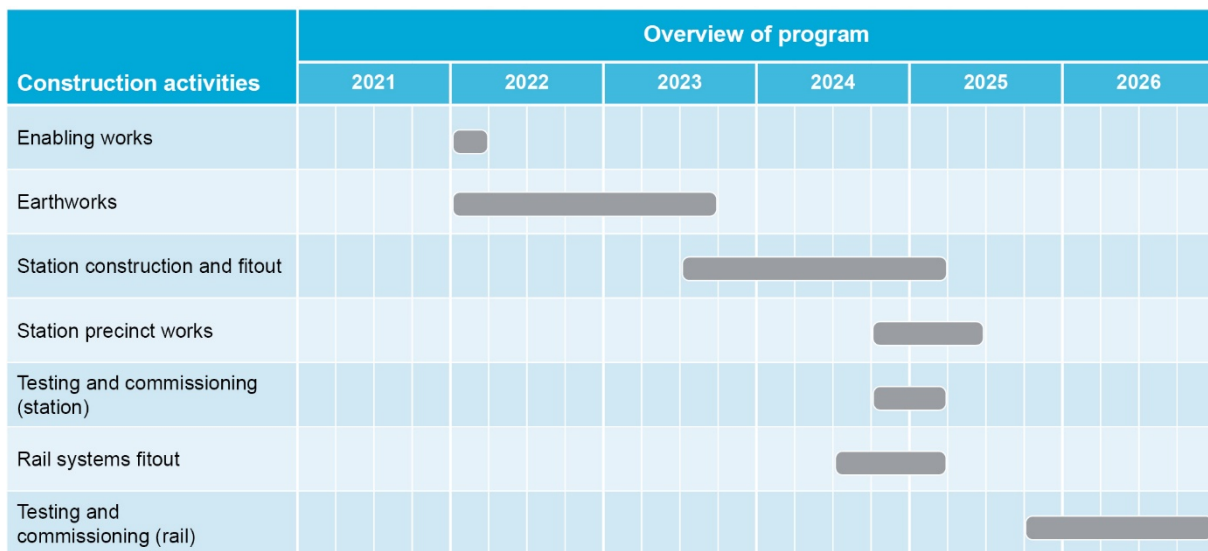 Overview of program
Construction activities
2021 2022 2023 2024 2025 2026
Enabling works
Earthworks
Station construction and fitout
Station precinct works
Testing and commissioning
(station)
Rail systems fitout
Testing and
commissioning (rail)